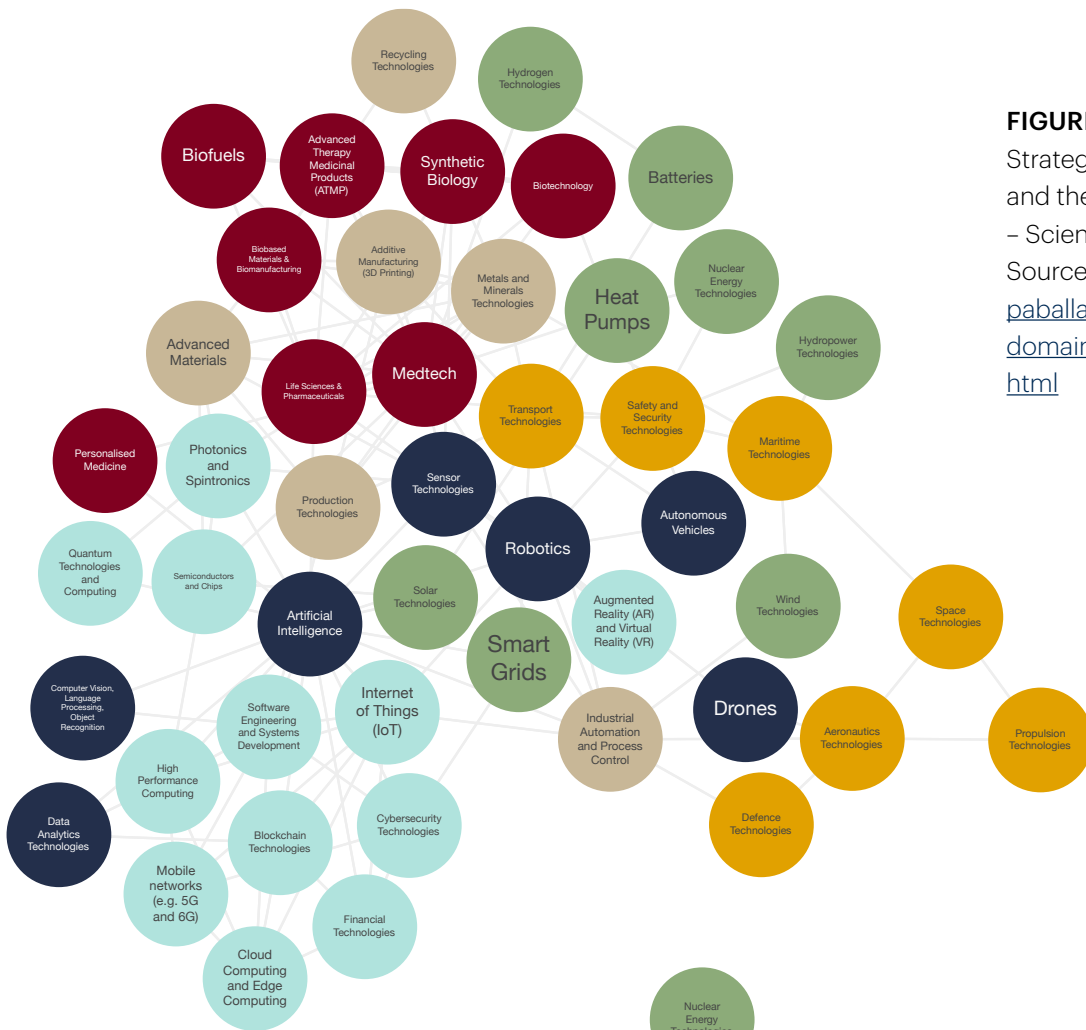 Recycling
Technologies
Hydrogen
Technologies
Biofuels
Advanced
Therapy
Medicinal
Products
(ATMP)
Synthetic
Biology
Biotechnology
Batteries
Biobased
Materials &
Biomanufacturing
Additive
Manufacturing
(3D Printing)
Metals and
Minerals
Technologies
Nuclear
Energy
Technologies
Heat
Pumps
Advanced
Materials
Hydropower
Technologies
Life Sciences &
Pharmaceuticals
Medtech
Transport
Technologies
Safety and
Security
Technologies
Maritime
Technologies
Personalised
Medicine
Photonics
and
Spintronics
Sensor
Technologies
Production
Technologies
Autonomous
Vehicles
Robotics
Quantum
Technologies
and
Computing
Semiconductors
and Chips
Solar
Technologies
Artificial
Intelligence
Augmented
Reality (AR)
and Virtual
Reality (VR)
Wind
Technologies
Space
Technologies
Smart
Grids
Computer Vision,
Language
Processing,
Object
Recognition
Software
Engineering
and Systems
Development
Internet
of Things
(IoT)
Industrial
Automation
and Process
Control
Drones
Aeronautics
Technologies
Propulsion
Technologies
High
Performance
Computing
Data
Analytics
Technologies
Blockchain
Technologies
Cybersecurity
Technologies
Defence
Technologies
Mobile
networks
(e.g. 5G
and 6G)
Financial
Technologies
Cloud
Computing
and Edge
Computing
Nuclear
Energy
FIGUR
Strateg
and the
– Scien
Source
paballa
domain
html